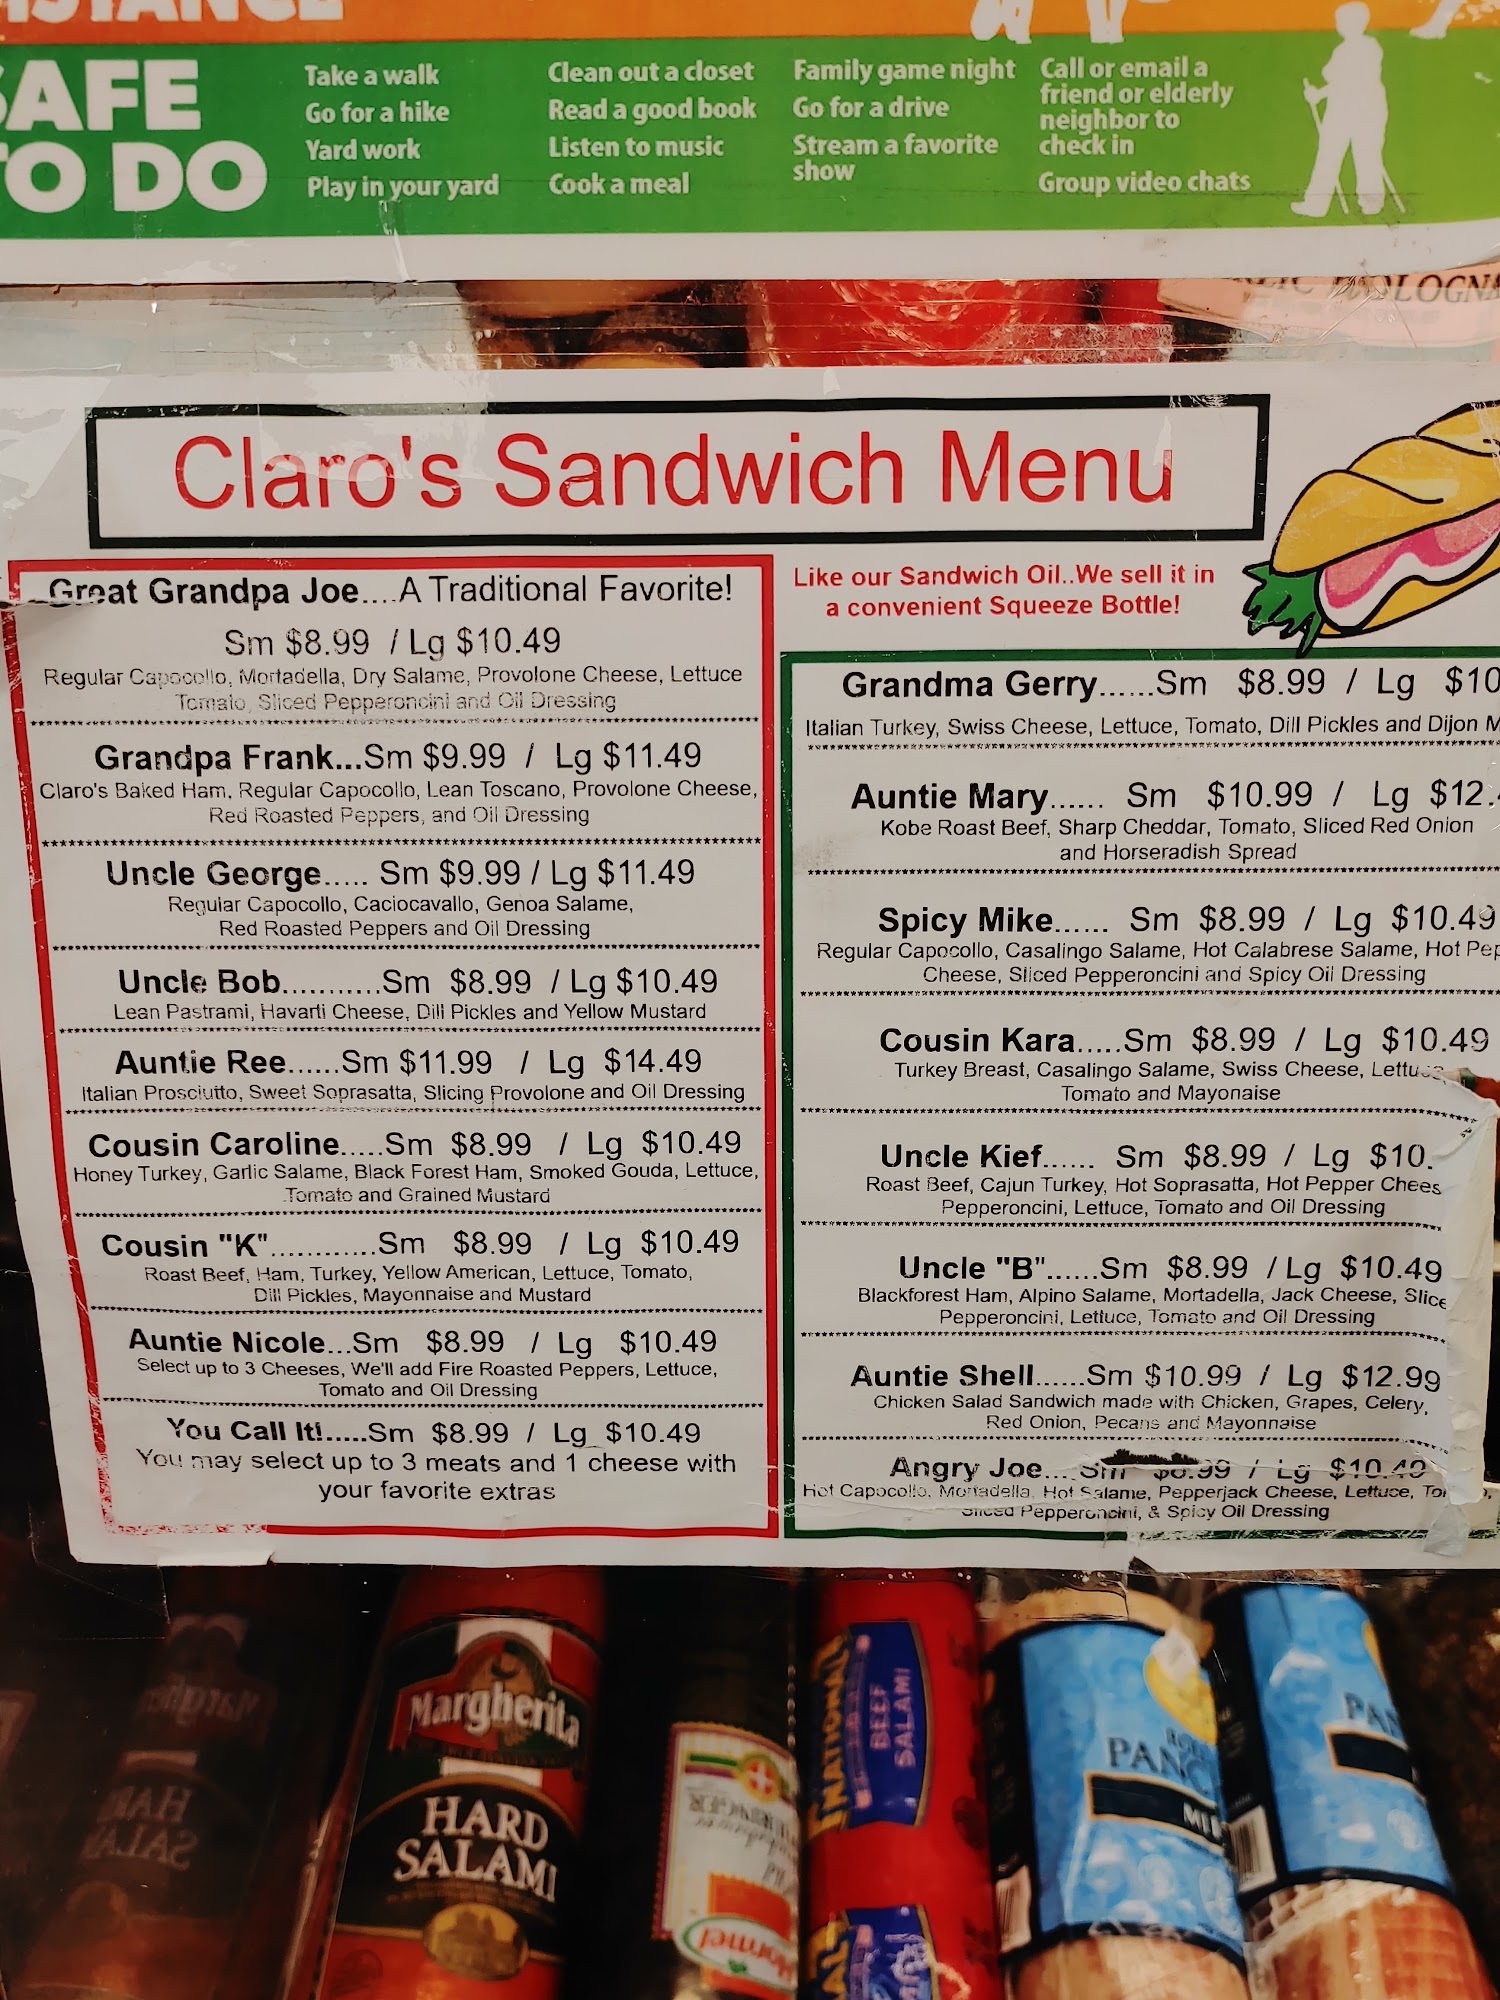 SAFE
TO DO
Take a walk
Go for a hike
Yard work
Play in your yard
Clean out a closet
Read a good book
Listen to music
Cook a meal
Family game night
Go for a drive
Stream a favorite
show
Call or email a
friend or elderly
neighbor to
check in
Group video chats
Claro's Sandwich Menu
Great Grandpa Joe....A Traditional Favorite!
Sm $8.99 / Lg $10.49
Regular Capocollo, Mortadella, Dry Salame, Provolone Cheese, Lettuce
Tomato, Sliced Pepperoncini and Oil Dressing
Grandpa Frank...Sm $9.99 / Lg $11.49
Claro's Baked Ham, Regular Capocollo, Lean Toscano, Provolone Cheese,
Red Roasted Peppers, and Oil Dressing
Uncle George..... Sm $9.99 / Lg $11.49
Regular Capocollo, Caciocavallo, Genoa Salame,
Red Roasted Peppers and Oil Dressing
Uncle Bob...........Sm $8.99 / Lg $10.49
Lean Pastrami, Havarti Cheese, Dill Pickles and Yellow Mustard
Auntie Ree......Sm $11.99 / Lg $14.49
Italian Prosciutto, Sweet Soprasatta, Slicing Provolone and Oil Dressing
Cousin Caroline.....Sm $8.99 / Lg $10.49
Honey Turkey, Garlic Salame, Black Forest Ham, Smoked Gouda, Lettuce,
Tomato and Grained Mustard
Cousin "K"............Sm $8.99 / Lg $10.49
Roast Beef, Ham, Turkey, Yellow American, Lettuce, Tomato,
Dill Pickles, Mayonnaise and Mustard
Auntie Nicole...Sm $8.99 / Lg $10.49
Select up to 3 Cheeses, We'll add Fire Roasted Peppers, Lettuce,
Tomato and Oil Dressing
You Call It!.....Sm $8.99 / Lg $10.49
You may select up to 3 meats and 1 cheese with
your favorite extras
Like our Sandwich Oil..We sell it in
a convenient Squeeze Bottle!
Grandma Gerry......Sm $8.99 / Lg $10
Italian Turkey, Swiss Cheese, Lettuce, Tomato, Dill Pickles and Dijon M
Auntie Mary...... Sm $10.99 / Lg $12.
Kobe Roast Beef, Sharp Cheddar, Tomato, Sliced Red Onion
and Horseradish Spread
Spicy Mike...... Sm $8.99 / Lg $10.49
Regular Capocollo, Casalingo Salame, Hot Calabrese Salame, Hot Pep
Cheese, Sliced Pepperoncini and Spicy Oil Dressing
Cousin Kara.....Sm $8.99 / Lg $10.49
Turkey Breast, Casalingo Salame, Swiss Cheese, Lettuce
Tomato and Mayonaise
Uncle Kief...... Sm $8.99 / Lg $10.
Roast Beef, Cajun Turkey, Hot Soprasatta, Hot Pepper Chees
Pepperoncini, Lettuce, Tomato and Oil Dressing
Uncle "B"......Sm $8.99 / Lg $10.49
Blackforest Ham, Alpino Salame, Mortadella, Jack Cheese, Slice
Pepperoncini, Lettuce, Tomato and Oil Dressing
Auntie Shell......Sm $10.99 / Lg $12.99
Chicken Salad Sandwich made with Chicken, Grapes, Celery,
Red Onion, Pecans and Mayonnaise
Angry Joe.... Sm $8.99 / Lg $10.49
Hot Capocollo, Mortadella, Hot Salame, Pepperjack Cheese, Lettuce, To
Sliced Pepperoncini, & Spicy Oil Dressing
Margherita
HARD
SALAMI
Hormel
NATIONAL
BEEF
SALAMI
PANC
PAN